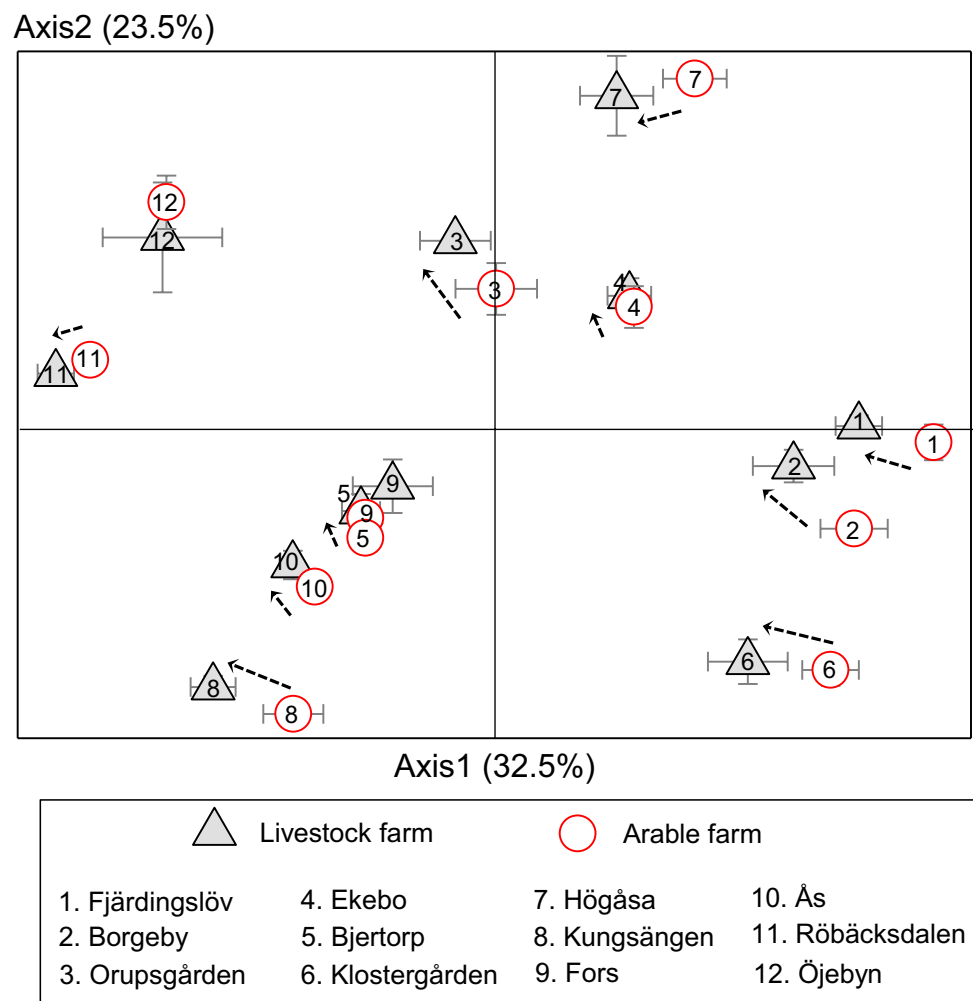 Axis2 (23.5%)
7
7
12
12
3
3
4
4
11
11
1
1
2
2
5
9
9
5
10
10
6
6
8
8
Axis1 (32.5%)
Livestock farm
Arable farm
1. Fjärdingslöv
4. Ekebo
7. Högåsa
10. Ås
2. Borgeby
5. Bjertorp
8. Kungsängen
11. Röbäcksdalen
3. Orupsgården
6. Klostergården
9. Fors
12. Öjebyn